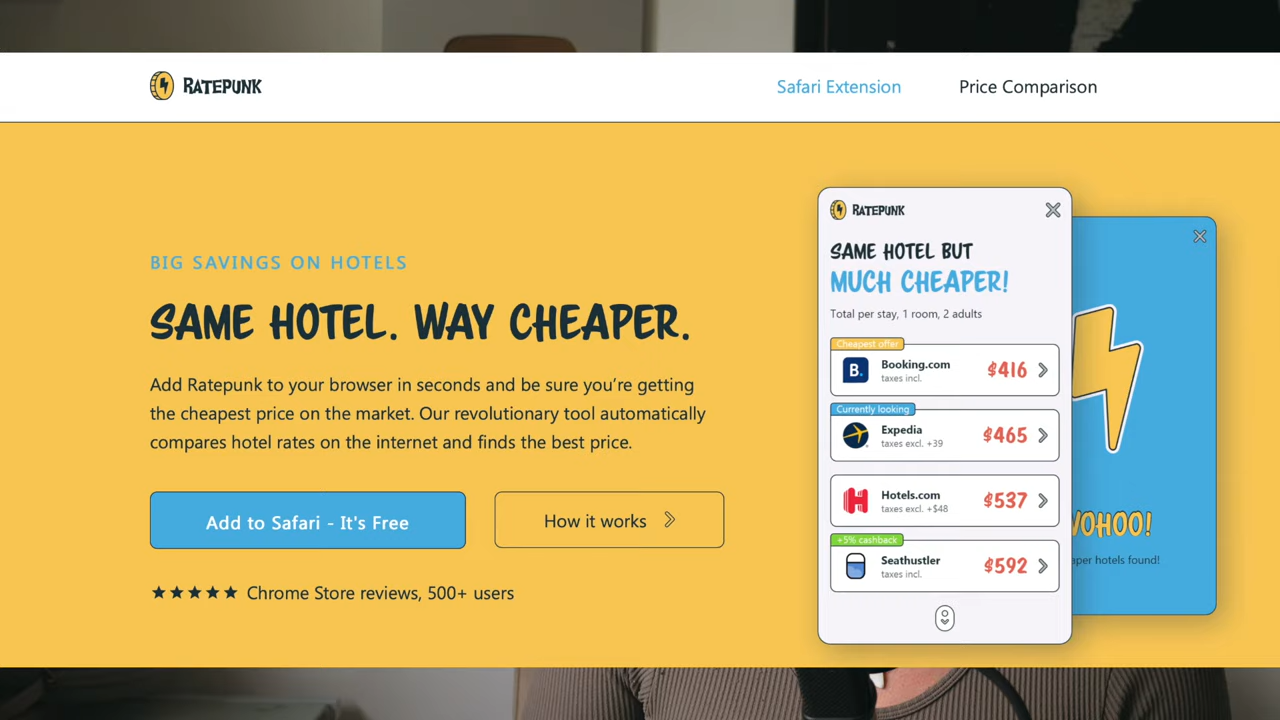 RATEPUNK
Safari Extension
Price Comparison
BIG SAVINGS ON HOTELS
SAME HOTEL. WAY CHEAPER.
Add Ratepunk to your browser in seconds and be sure you're getting
the cheapest price on the market. Our revolutionary tool automatically
compares hotel rates on the internet and finds the best price.
Add to Safari - It's Free
How it works
Chrome Store reviews, 500+ users
RATEPUNK
SAME HOTEL BUT
MUCH CHEAPER!
Total per stay, 1 room, 2 adults
Cheapest offer
B.
Booking.com
taxes incl.
$416
Currently looking
Expedia
taxes excl. +39
$465
Hotels.com
taxes excl. +$48
$537
+5% cashback
Seathustler
taxes incl.
$592
hotels found!